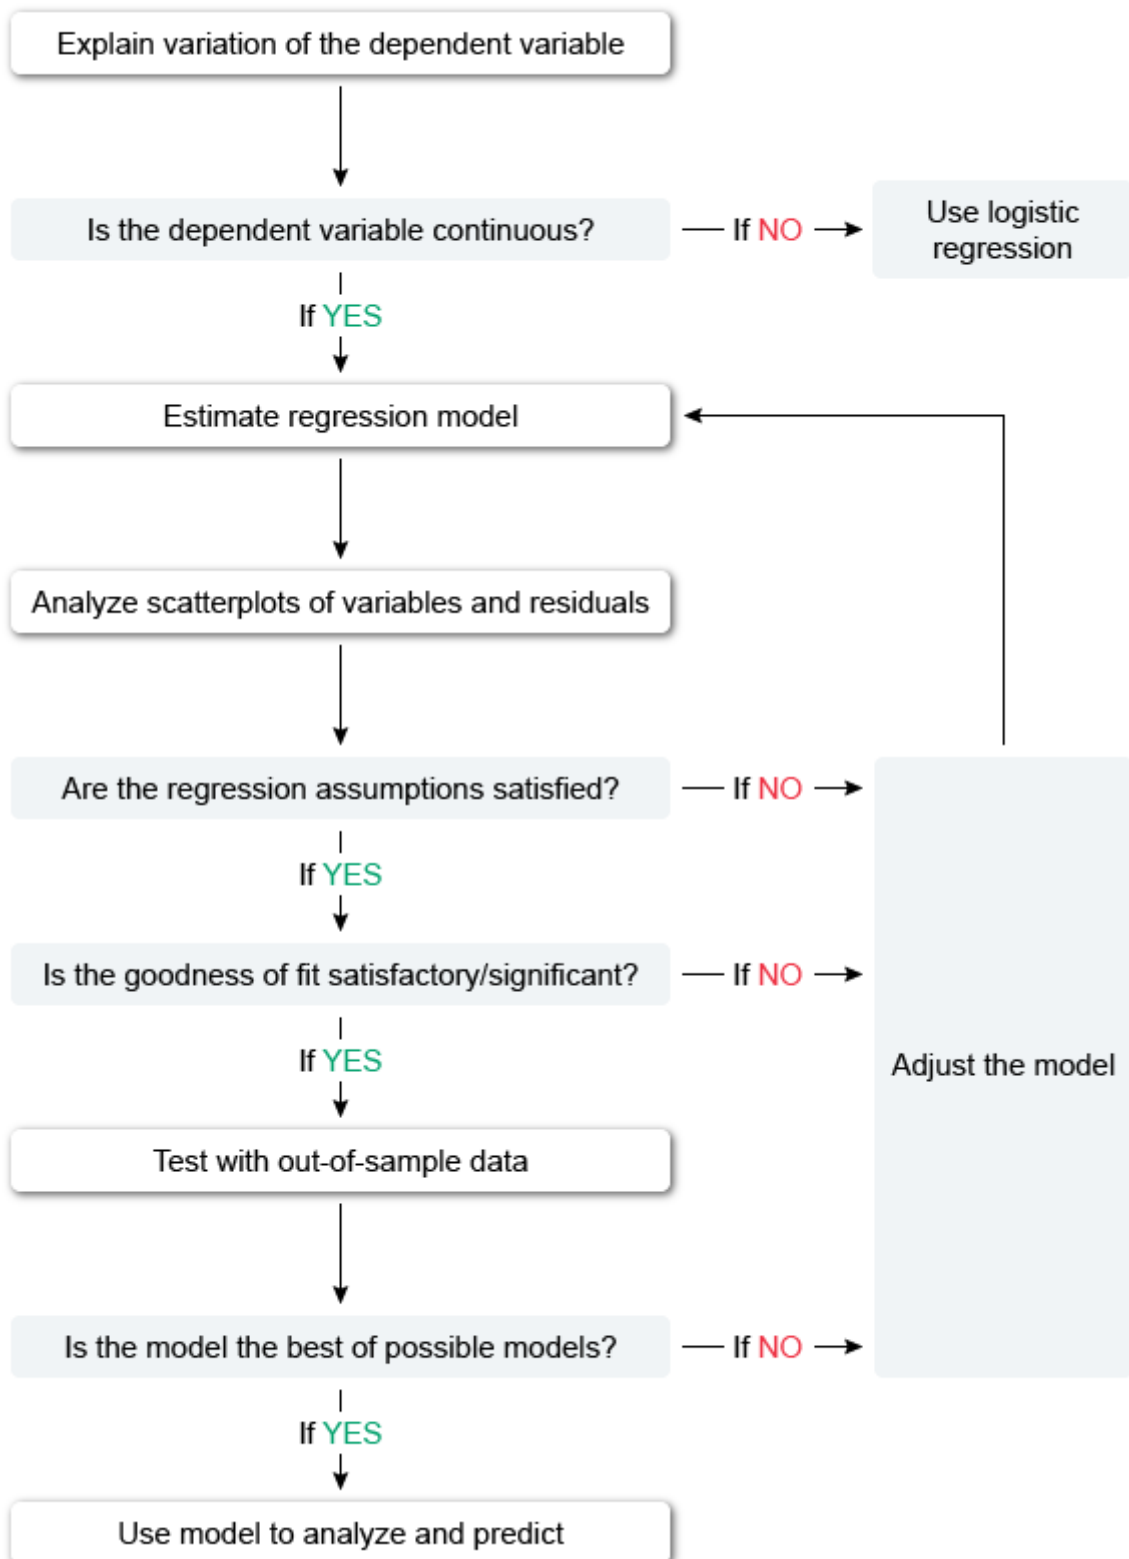 Explain variation of the dependent variable
Is the dependent variable continuous?
If NO
Use logistic
regression
If YES
Estimate regression model
Analyze scatterplots of variables and residuals
Are the regression assumptions satisfied?
If NO
If YES
Is the goodness of fit satisfactory/significant?
If NO
If YES
Adjust the model
Test with out-of-sample data
Is the model the best of possible models?
If NO
If YES
Use model to analyze and predict